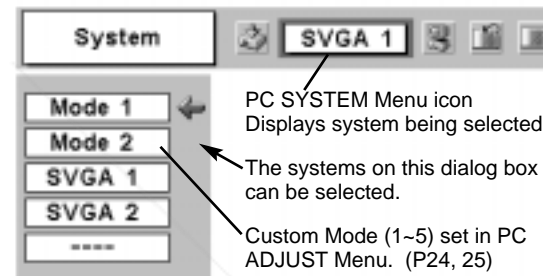 System
SVGA 1
Mode 1
Mode 2
SVGA 1
SVGA 2
----
PC SYSTEM Menu icon
Displays system being selected
The systems on this dialog box
can be selected.
Custom Mode (1~5) set in PC
ADJUST Menu. (P24, 25)